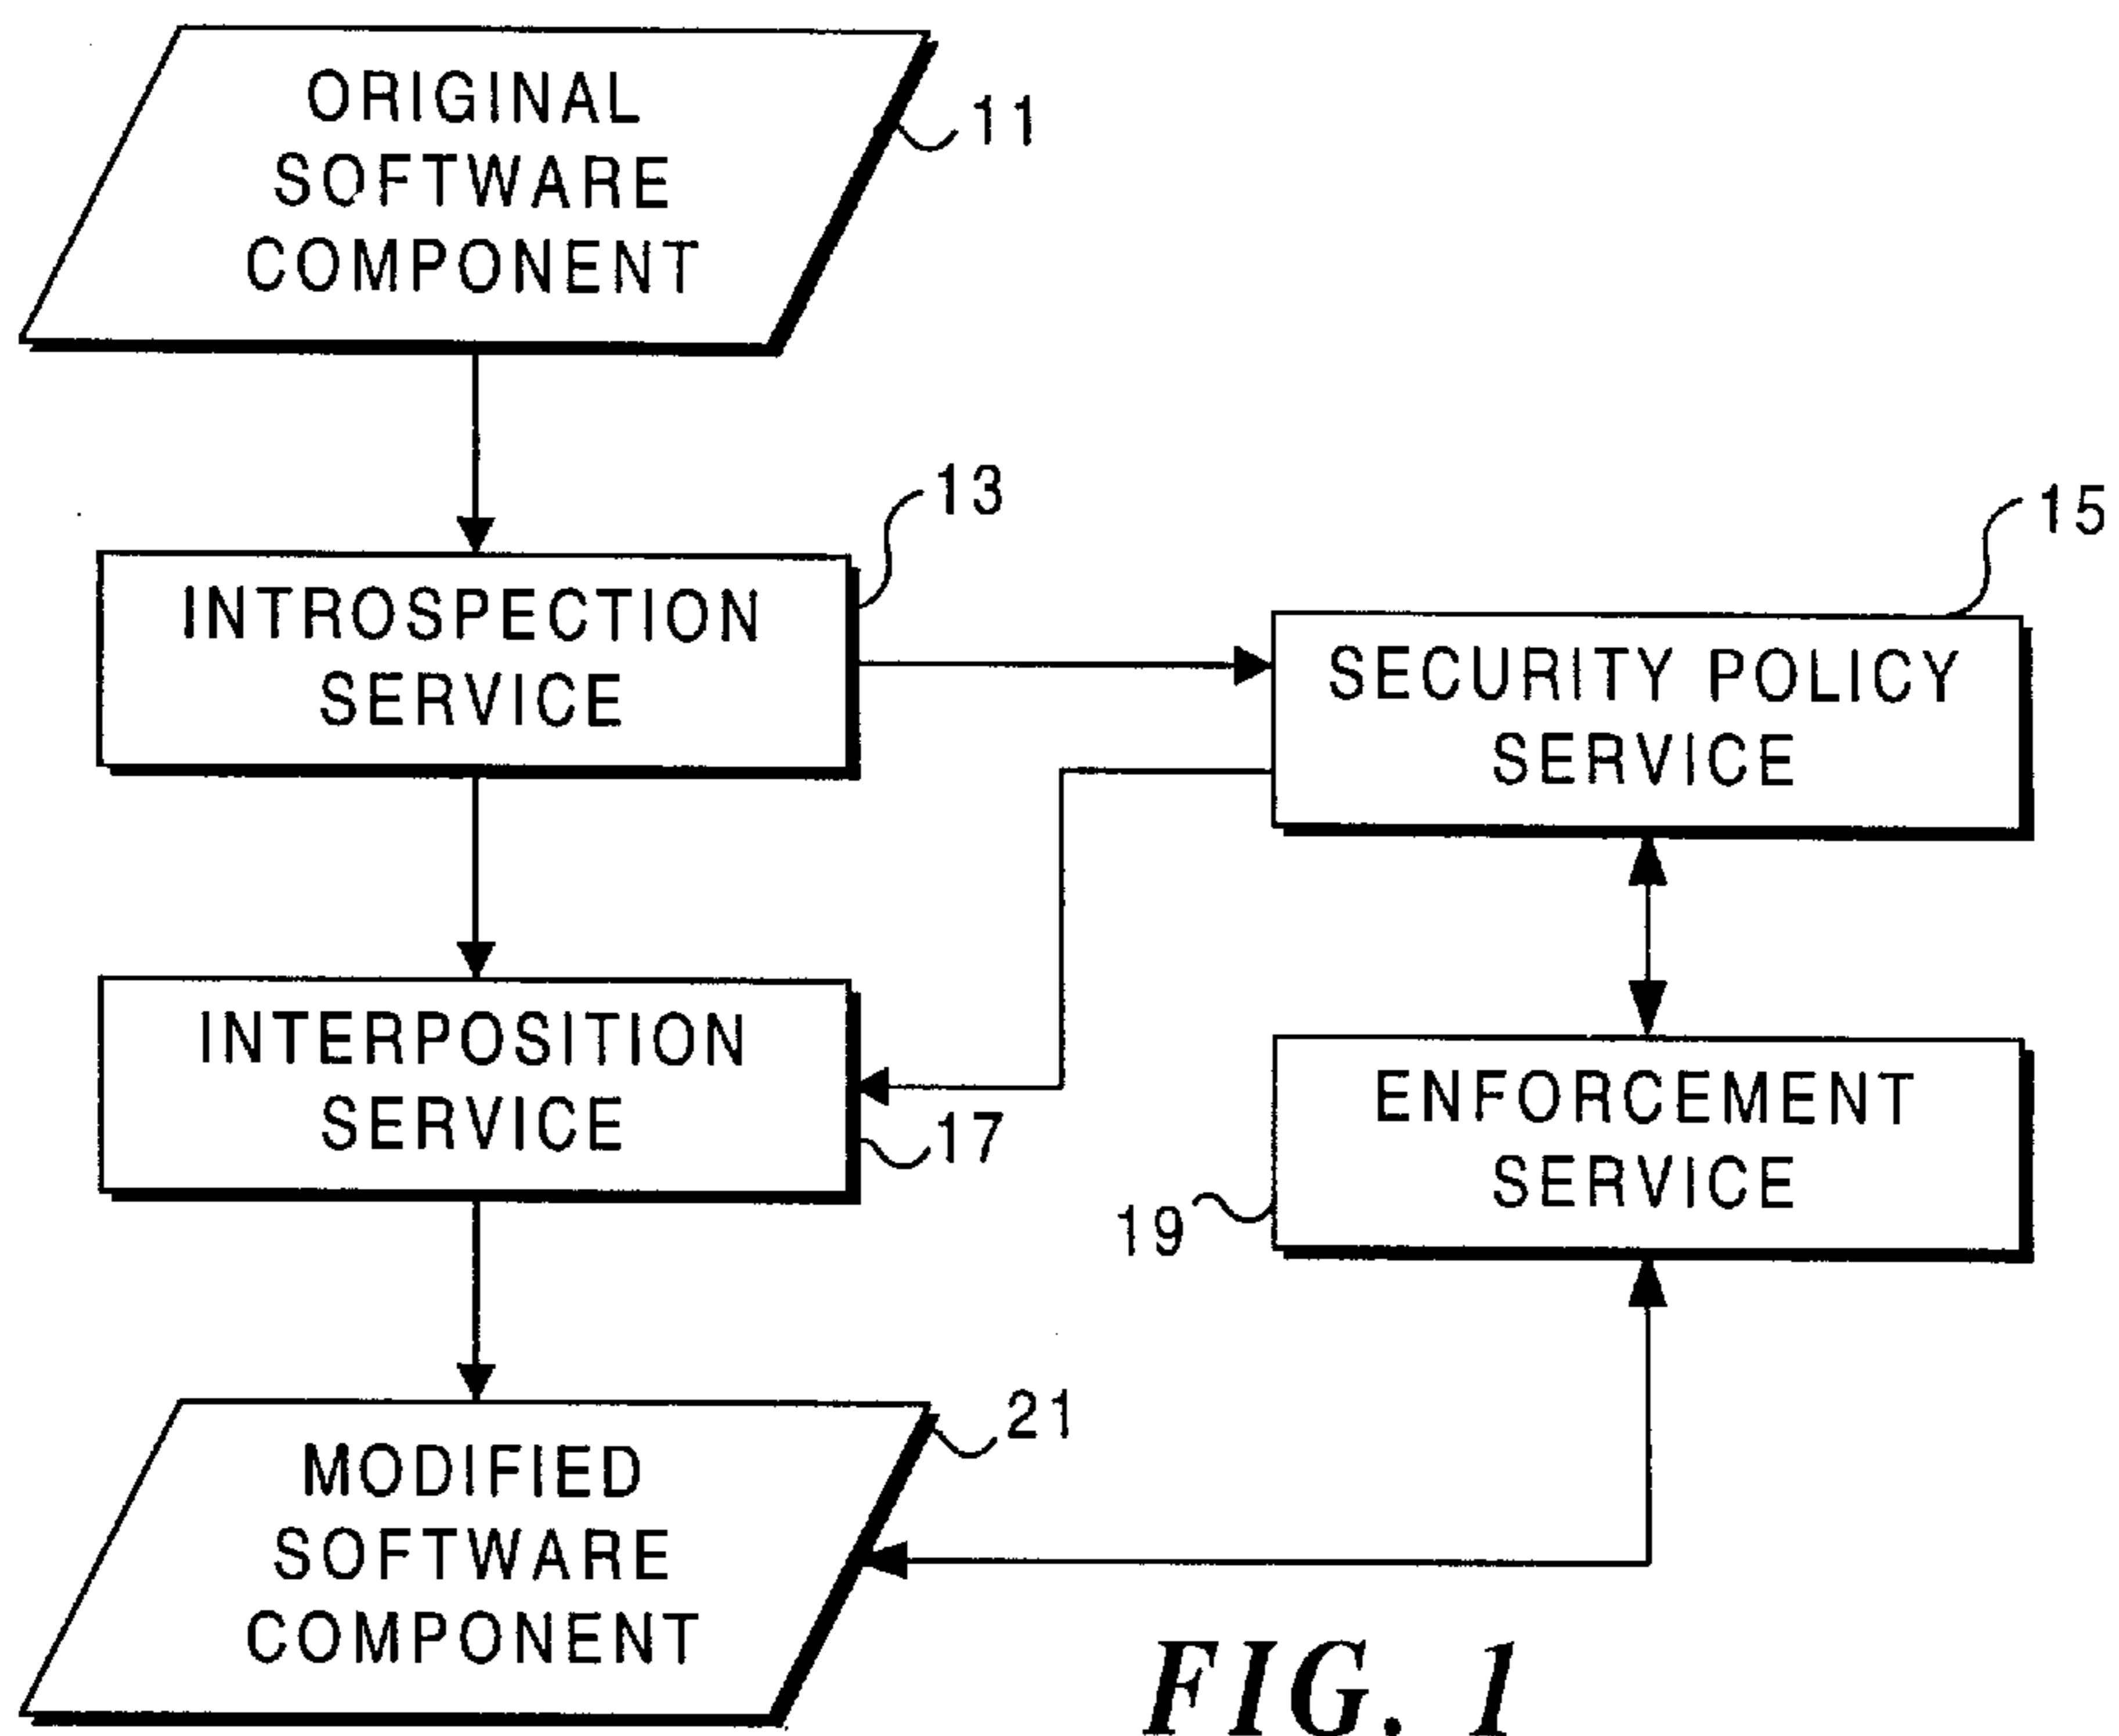 ORIGINAL
SOFTWARE
COMPONENT
11
INTROSPECTION
SERVICE
13
SECURITY POLICY
SERVICE
15
INTERPOSITION
SERVICE
17
ENFORCEMENT
SERVICE
19
MODIFIED
SOFTWARE
COMPONENT
21
FIG. 1